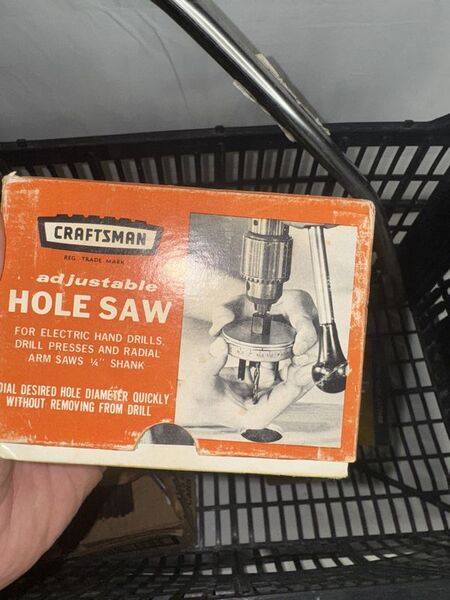 CRAFTSMAN
REG. TRADE MARK
adjustable
HOLE SAW
FOR ELECTRIC HAND DRILLS,
DRILL PRESSES AND RADIAL
ARM SAWS ¼" SHANK
DIAL DESIRED HOLE DIAMETER QUICKLY
WITHOUT REMOVING FROM DRILL